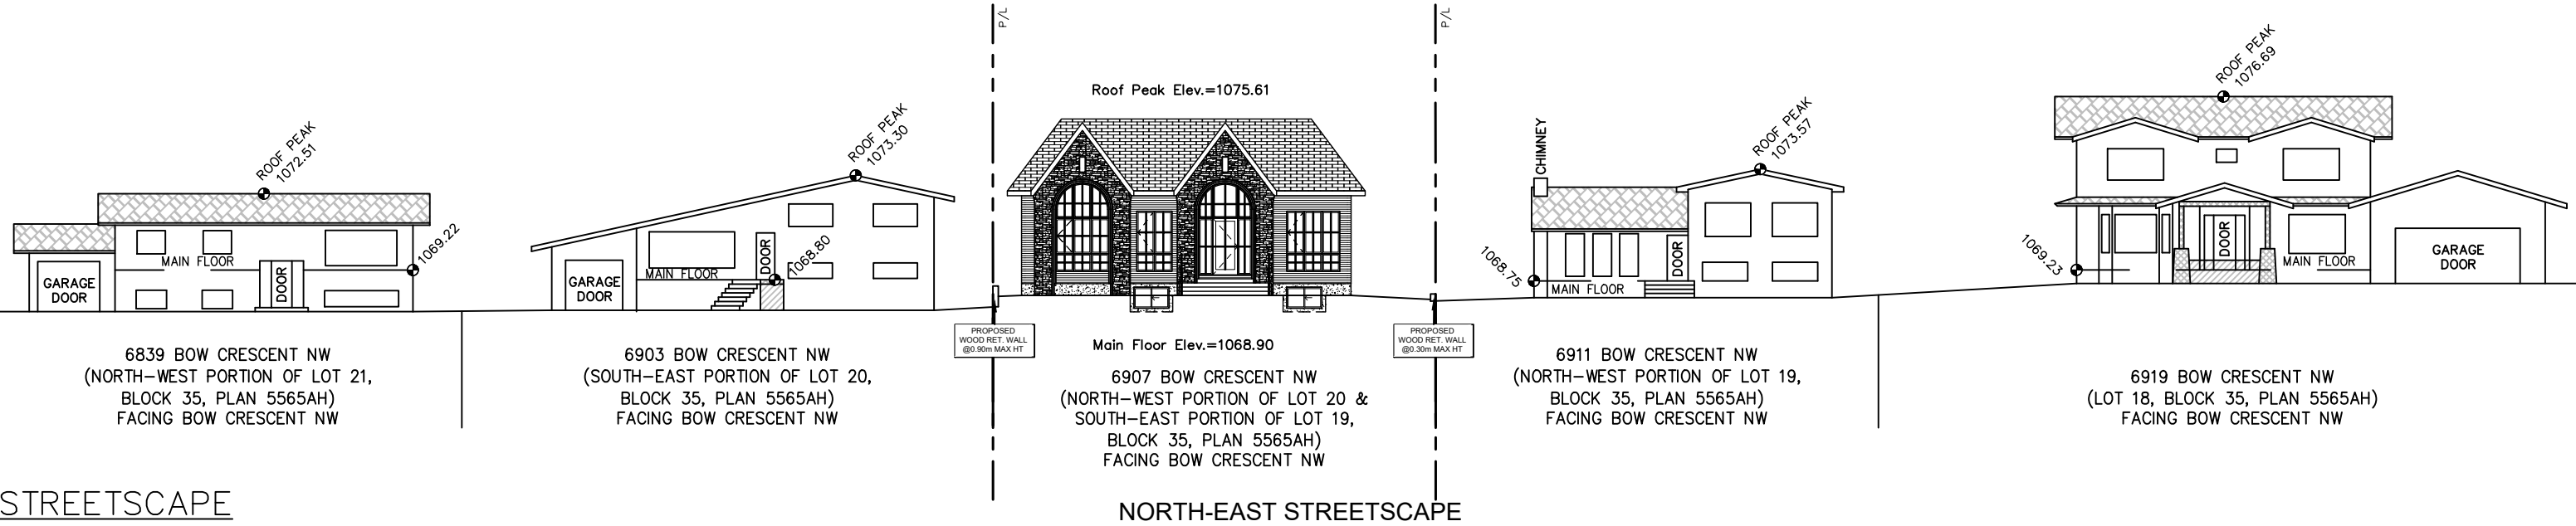 P/L
P/L
ROOF PEAK
1072.51
1069.22
MAIN FLOOR
GARAGE
DOOR
DOOR
6839 BOW CRESCENT NW
(NORTH-WEST PORTION OF LOT 21,
BLOCK 35, PLAN 5565AH)
FACING BOW CRESCENT NW
ROOF PEAK
1073.30
1068.80
DOOR
MAIN FLOOR
GARAGE
DOOR
6903 BOW CRESCENT NW
(SOUTH-EAST PORTION OF LOT 20,
BLOCK 35, PLAN 5565AH)
FACING BOW CRESCENT NW
PROPOSED
WOOD RET. WALL
@0.90m MAX HT
Roof Peak Elev.=1075.61
Main Floor Elev.=1068.90
6907 BOW CRESCENT NW
(NORTH-WEST PORTION OF LOT 20 &
SOUTH-EAST PORTION OF LOT 19,
BLOCK 35, PLAN 5565AH)
FACING BOW CRESCENT NW
PROPOSED
WOOD RET. WALL
@0.30m MAX HT
CHIMNEY
ROOF PEAK
1073.57
1068.75
DOOR
MAIN FLOOR
6911 BOW CRESCENT NW
(NORTH-WEST PORTION OF LOT 19,
BLOCK 35, PLAN 5565AH)
FACING BOW CRESCENT NW
ROOF PEAK
1076.69
1069.23
DOOR
MAIN FLOOR
GARAGE
DOOR
6919 BOW CRESCENT NW
(LOT 18, BLOCK 35, PLAN 5565AH)
FACING BOW CRESCENT NW
STREETSCAPE
NORTH-EAST STREETSCAPE